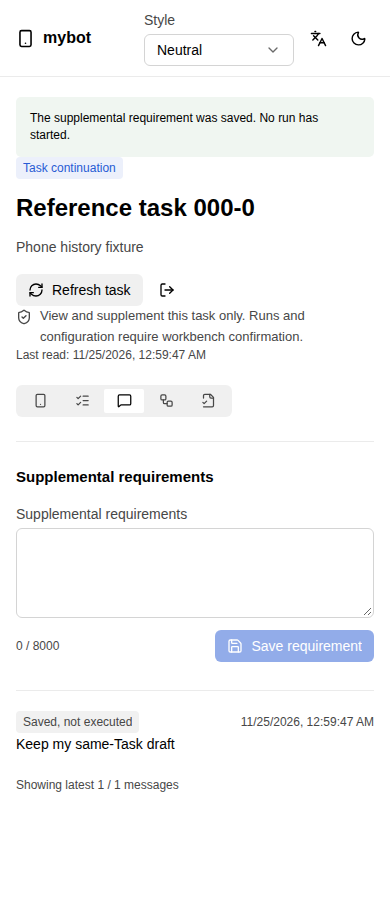 Style
mybot
Neutral
The supplemental requirement was saved. No run has
started.
Task continuation
Reference task 000-0
Phone history fixture
Refresh task
View and supplement this task only. Runs and
configuration require workbench confirmation.
Last read: 11/25/2026, 12:59:47 AM
Supplemental requirements
Supplemental requirements
0 / 8000
Save requirement
Saved, not executed
11/25/2026, 12:59:47 AM
Keep my same-Task draft
Showing latest 1 / 1 messages